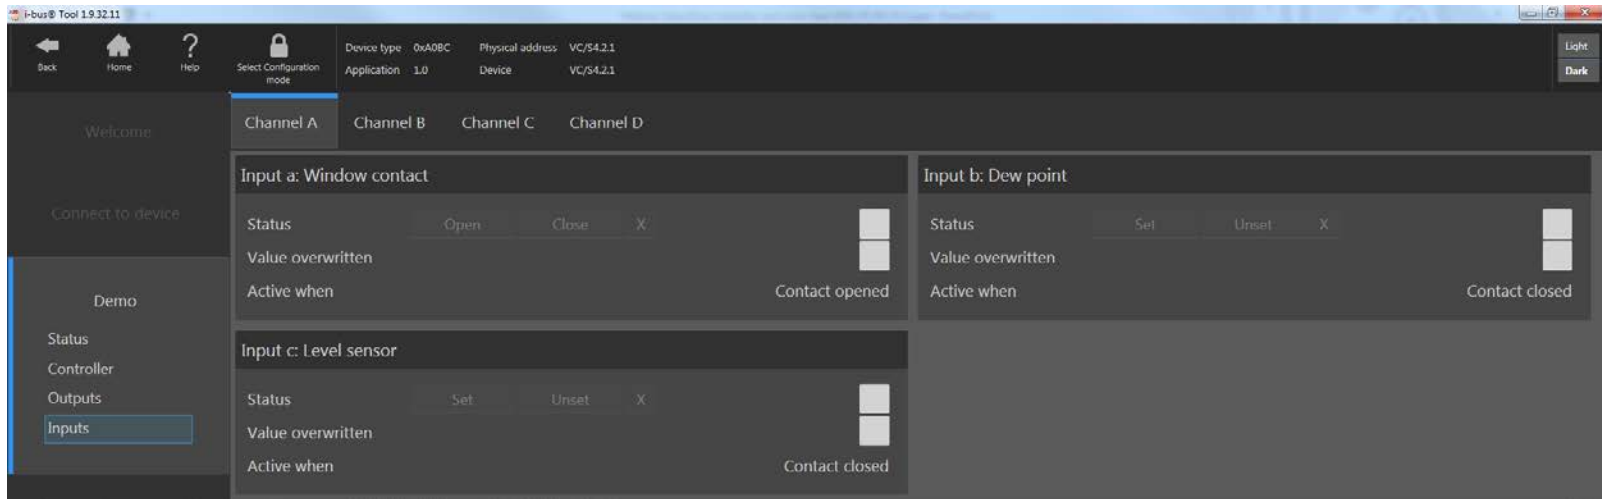 i-bus® Tool 1.9.32.11
Back
Home
Help
Select Configuration
mode
Device type 0xA0BC Physical address VC/S4.2.1
Application 1.0 Device VC/S4.2.1
Light
Dark
Welcome
Connect to device
Demo
Status
Controller
Outputs
Inputs
Channel A Channel B Channel C Channel D
Input a: Window contact
Status Open Close X
Value overwritten
Active when Contact opened
Input b: Dew point
Status Set Unset X
Value overwritten
Active when Contact closed
Input c: Level sensor
Status Set Unset X
Value overwritten
Active when Contact closed